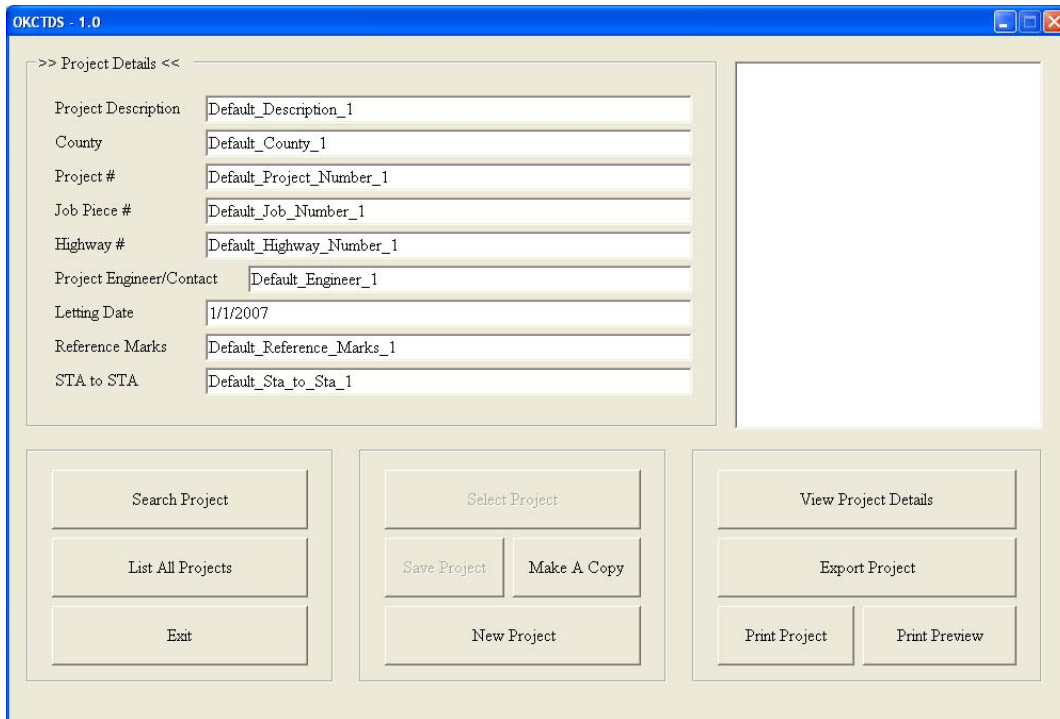 OKCTDS - 1.0
>> Project Details <<
Project Description Default_Description_1
County Default_County_1
Project # Default_Project_Number_1
Job Piece # Default_Job_Number_1
Highway # Default_Highway_Number_1
Project Engineer/Contact Default_Engineer_1
Letting Date 1/1/2007
Reference Marks Default_Reference_Marks_1
STA to STA Default_Sta_to_Sta_1
Search Project Select Project View Project Details
List All Projects Save Project Make A Copy Export Project
Exit New Project Print Project Print Preview